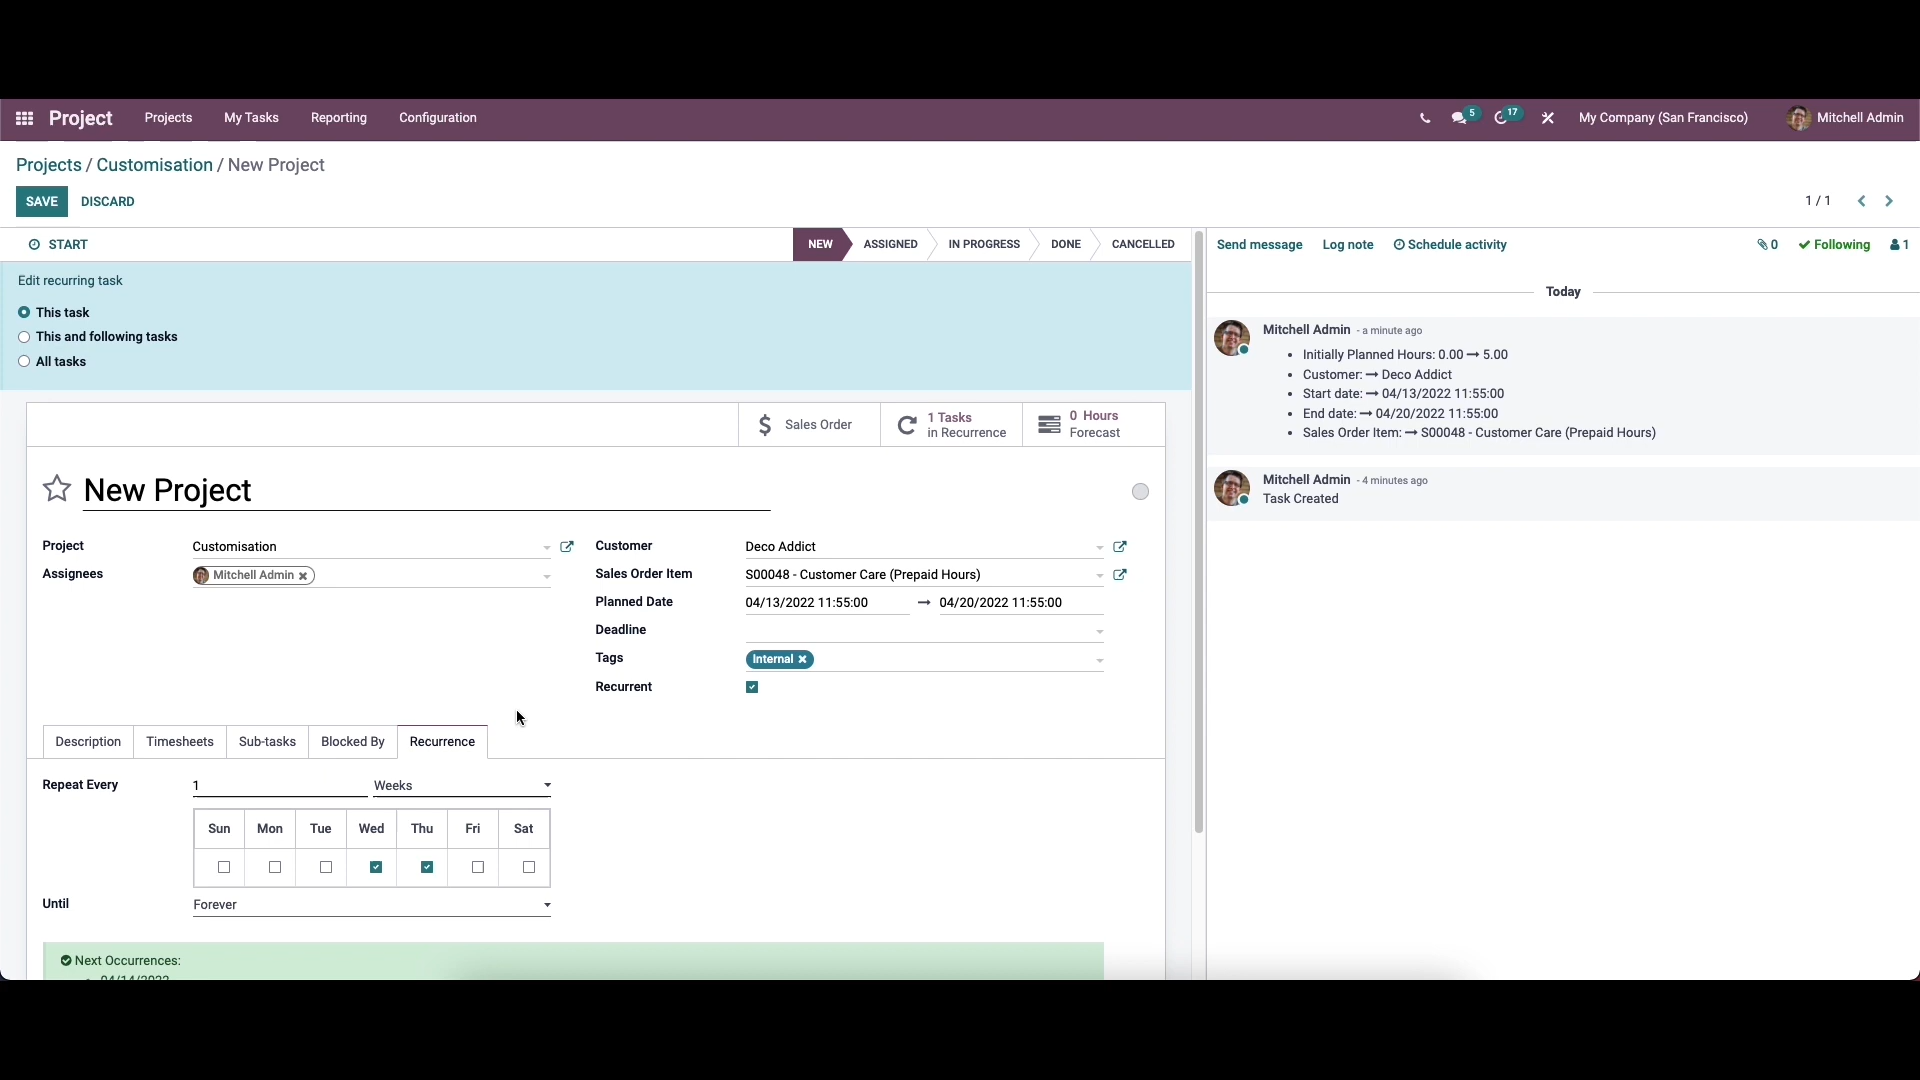 Project Projects My Tasks Reporting Configuration 5 17 My Company (San Francisco) Mitchell Admin
Projects / Customisation / New Project
SAVE DISCARD 1 / 1
START NEW ASSIGNED IN PROGRESS DONE CANCELLED Send message Log note Schedule activity 0 Following 1
Edit recurring task
This task
This and following tasks
All tasks
Sales Order
1 Tasks
in Recurrence
0 Hours
Forecast
New Project
Project Customisation
Assignees Mitchell Admin
Customer Deco Addict
Sales Order Item S00048 - Customer Care (Prepaid Hours)
Planned Date 04/13/2022 11:55:00 → 04/20/2022 11:55:00
Deadline
Tags Internal
Recurrent
Description Timesheets Sub-tasks Blocked By Recurrence
Repeat Every 1 Weeks
Sun Mon Tue Wed Thu Fri Sat
Until Forever
Next Occurrences:
Today
Mitchell Admin - a minute ago
• Initially Planned Hours: 0.00 → 5.00
• Customer: → Deco Addict
• Start date: → 04/13/2022 11:55:00
• End date: → 04/20/2022 11:55:00
• Sales Order Item: → S00048 - Customer Care (Prepaid Hours)
Mitchell Admin - 4 minutes ago
Task Created